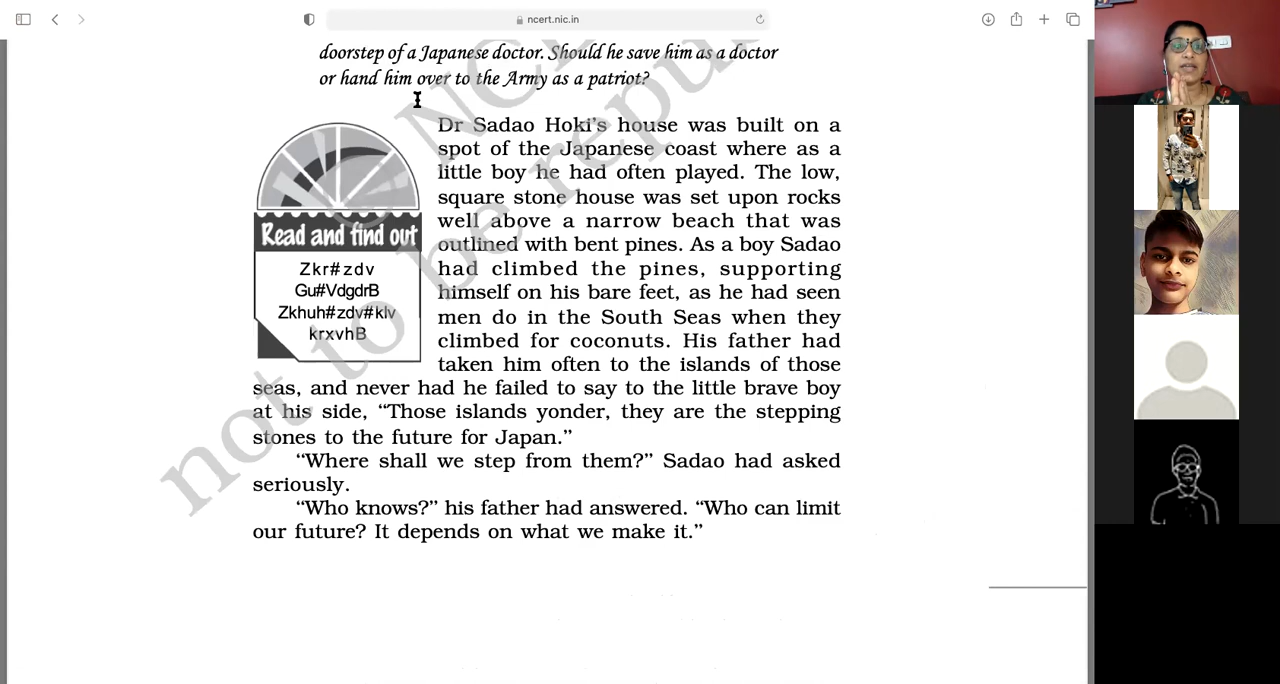 ncert.nic.in
doorstep of a Japanese doctor. Should he save him as a doctor
or hand him over to the Army as a patriot?
Read and find out
Zkr#zdv
Gu#VdgdrB
Zkhuh#zdv#klv
krxvhB
Dr Sadao Hoki's house was built on a
spot of the Japanese coast where as a
little boy he had often played. The low,
square stone house was set upon rocks
well above a narrow beach that was
outlined with bent pines. As a boy Sadao
had climbed the pines, supporting
himself on his bare feet, as he had seen
men do in the South Seas when they
climbed for coconuts. His father had
taken him often to the islands of those
seas, and never had he failed to say to the little brave boy
at his side, “Those islands yonder, they are the stepping
stones to the future for Japan.”
“Where shall we step from them?” Sadao had asked
seriously.
“Who knows?” his father had answered. “Who can limit
our future? It depends on what we make it.”
not to be repu